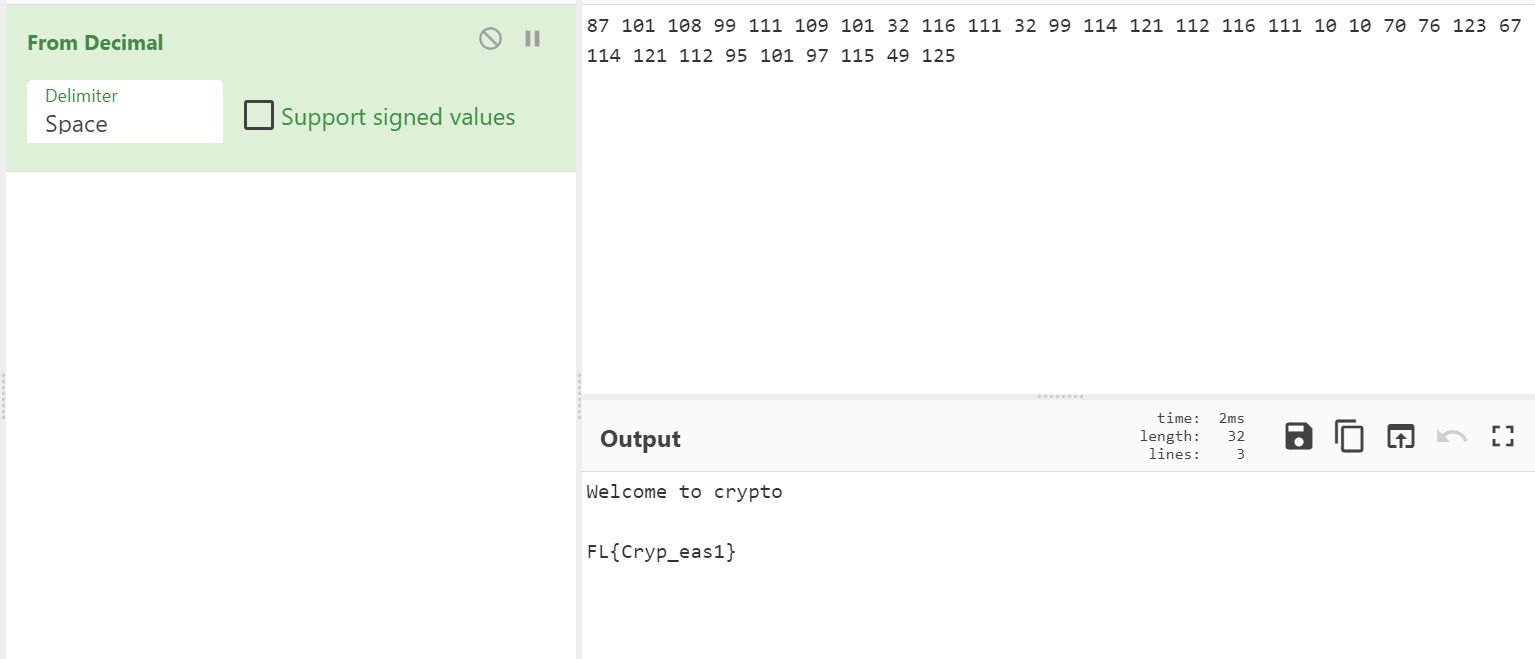 From Decimal
Delimiter
Space
Support signed values
87 101 108 99 111 109 101 32 116 111 32 99 114 121 112 116 111 10 10 70 76 123 67
114 121 112 95 101 97 115 49 125
Output
time: 2ms
length: 32
lines: 3
Welcome to crypto
FL{Cryp_eas1}